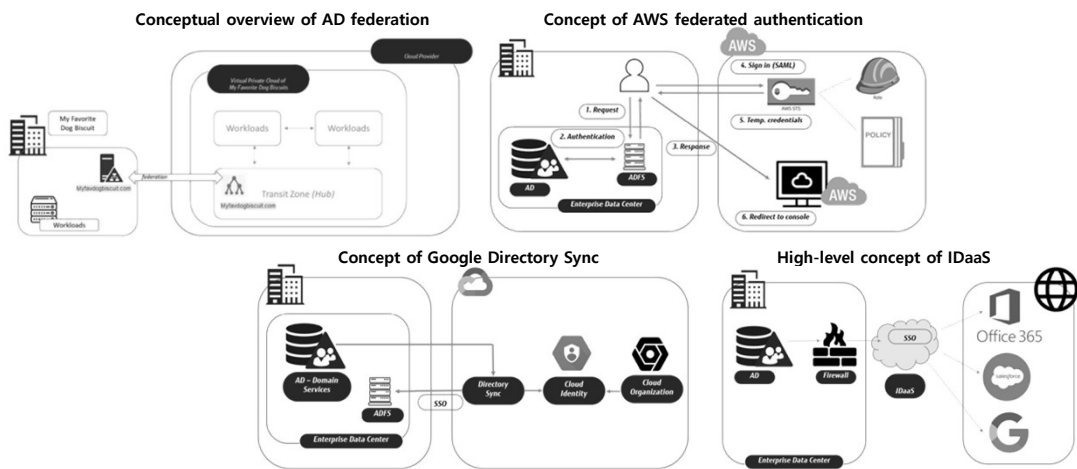 Conceptual overview of AD federation
Cloud Provider
Virtual Private Cloud of
My Favorite Dog Biscuits
Workloads
Workloads
My Favorite
Dog Biscuit
Myfavdogbiscuit.com
federation
Transit Zone (Hub)
Myfavdogbiscuit.com
Workloads
Concept of AWS federated authentication
AWS
4. Sign in (SAML)
AWS STS
Role
1. Request
5. Temp. credentials
2. Authentication
3. Response
POLICY
AD
ADFS
AWS
Enterprise Data Center
6. Redirect to console
Concept of Google Directory Sync
AD – Domain
Services
ADFS
SSO
Directory
Sync
Cloud
Identity
Cloud
Organization
Enterprise Data Center
High-level concept of IDaaS
AD
Firewall
SSO
IDaaS
Office 365
salesforce
G
Enterprise Data Center